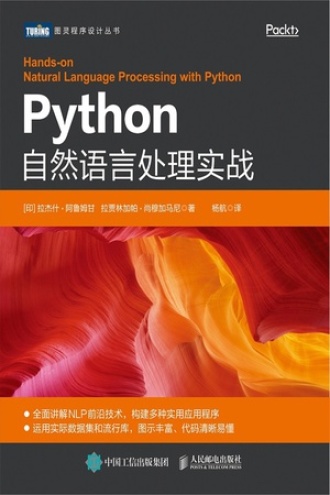 TURING 图灵程序设计丛书
Packt>
Hands-on
Natural Language Processing with Python
Python
自然语言处理实战
[印] 拉杰什·阿鲁姆甘 拉贾林加帕·尚穆加马尼 著 杨航 译
● 全面讲解NLP前沿技术，构建多种实用应用程序
● 运用实际数据集和流行库，图示丰富、代码清晰易懂
中国工信出版集团
人民邮电出版社